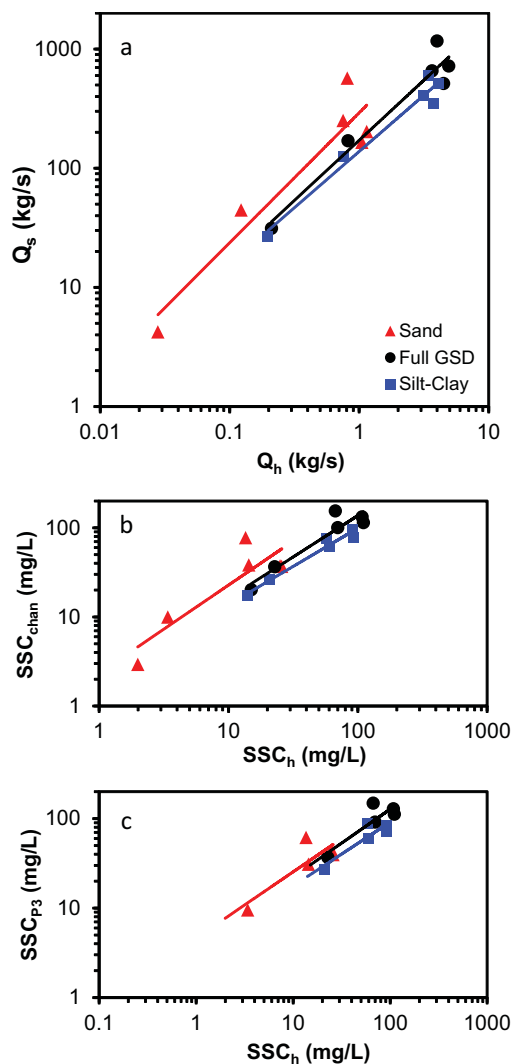 a
1000
100
10
1
Qs (kg/s)
Sand
Full GSD
Silt-Clay
0.01 0.1 1 10
Qh (kg/s)
b
100
10
1
SSCchan (mg/L)
1 10 100 1000
SSCh (mg/L)
c
100
10
1
SSCP3 (mg/L)
0.1 1 10 100 1000
SSCh (mg/L)